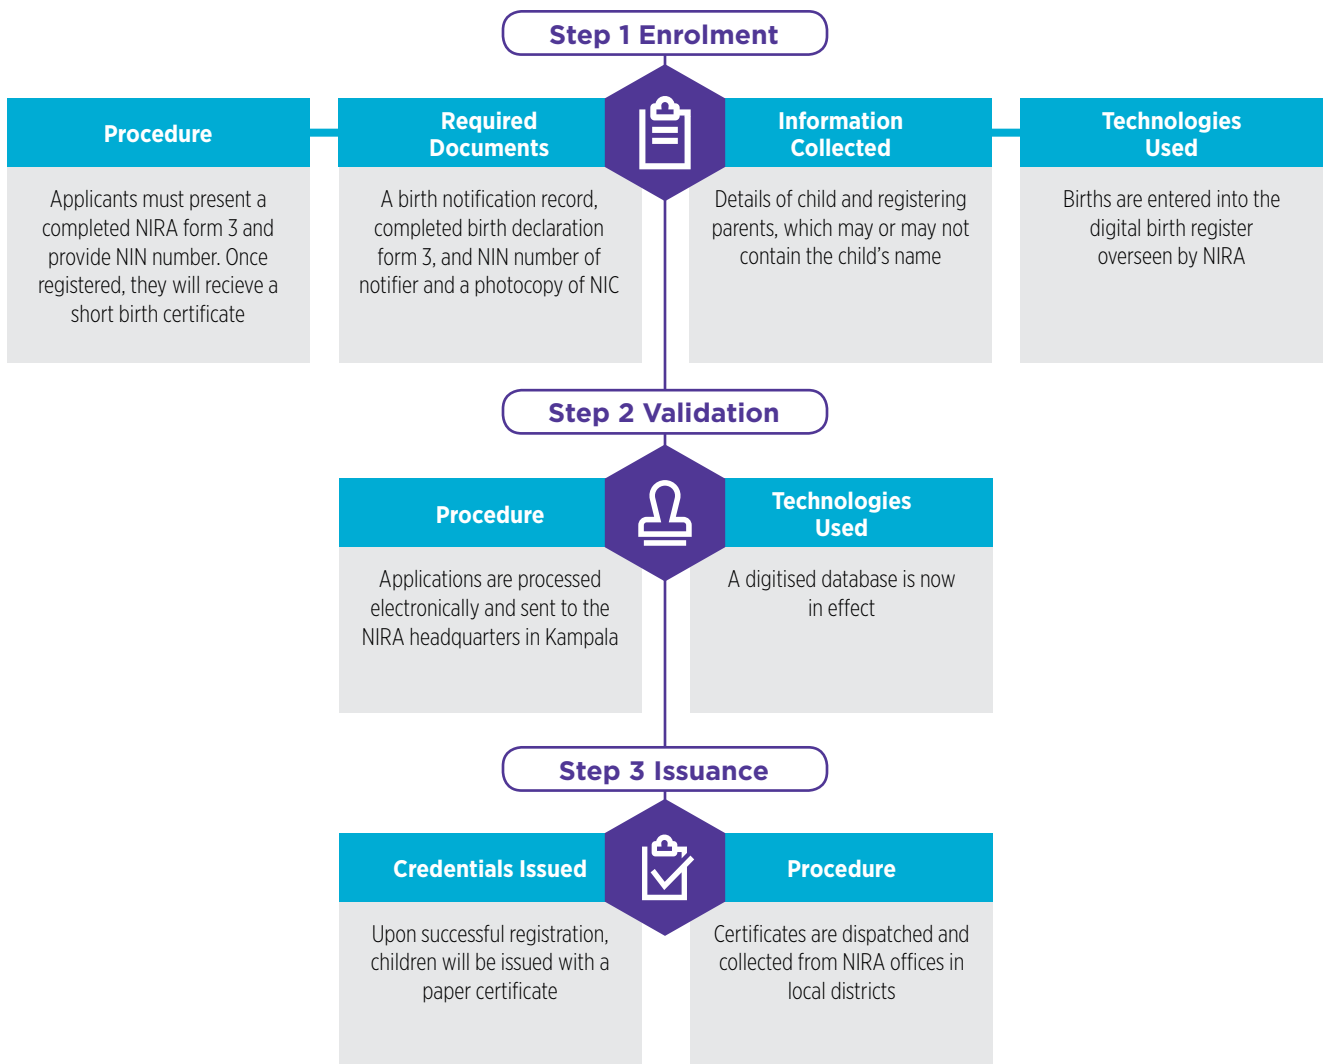 Step 1 Enrolment
Procedure
Applicants must present a
completed NIRA form 3 and
provide NIN number. Once
registered, they will recieve a
short birth certificate
Required
Documents
A birth notification record,
completed birth declaration
form 3, and NIN number of
notifier and a photocopy of NIC
Information
Collected
Details of child and registering
parents, which may or may not
contain the child’s name
Technologies
Used
Births are entered into the
digital birth register
overseen by NIRA
Step 2 Validation
Procedure
Applications are processed
electronically and sent to the
NIRA headquarters in Kampala
Technologies
Used
A digitised database is now
in effect
Step 3 Issuance
Credentials Issued
Upon successful registration,
children will be issued with a
paper certificate
Procedure
Certificates are dispatched and
collected from NIRA offices in
local districts